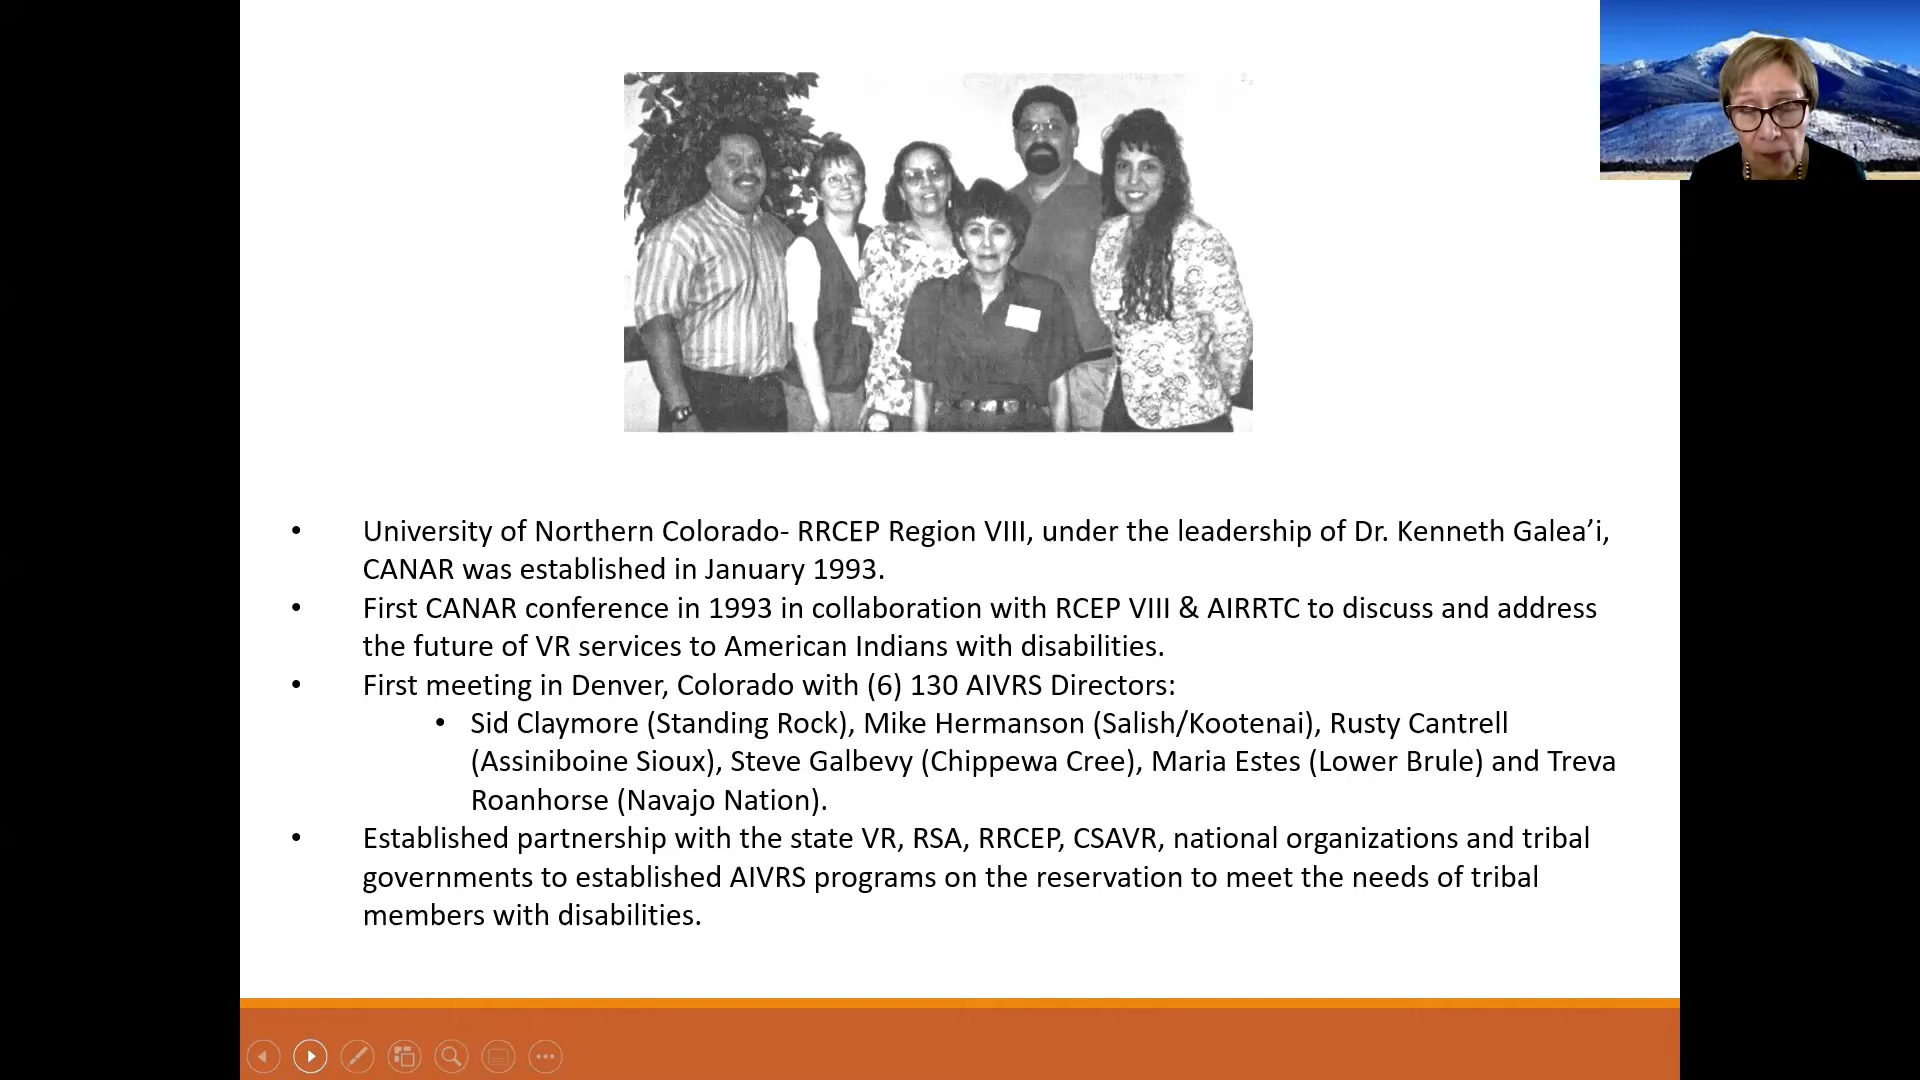 • University of Northern Colorado- RRCEP Region VIII, under the leadership of Dr. Kenneth Galea’i,
CANAR was established in January 1993.
• First CANAR conference in 1993 in collaboration with RCEP VIII & AIRRTC to discuss and address
the future of VR services to American Indians with disabilities.
• First meeting in Denver, Colorado with (6) 130 AIVRS Directors:
• Sid Claymore (Standing Rock), Mike Hermanson (Salish/Kootenai), Rusty Cantrell
(Assiniboine Sioux), Steve Galbevy (Chippewa Cree), Maria Estes (Lower Brule) and Treva
Roanhorse (Navajo Nation).
• Established partnership with the state VR, RSA, RRCEP, CSAVR, national organizations and tribal
governments to established AIVRS programs on the reservation to meet the needs of tribal
members with disabilities.